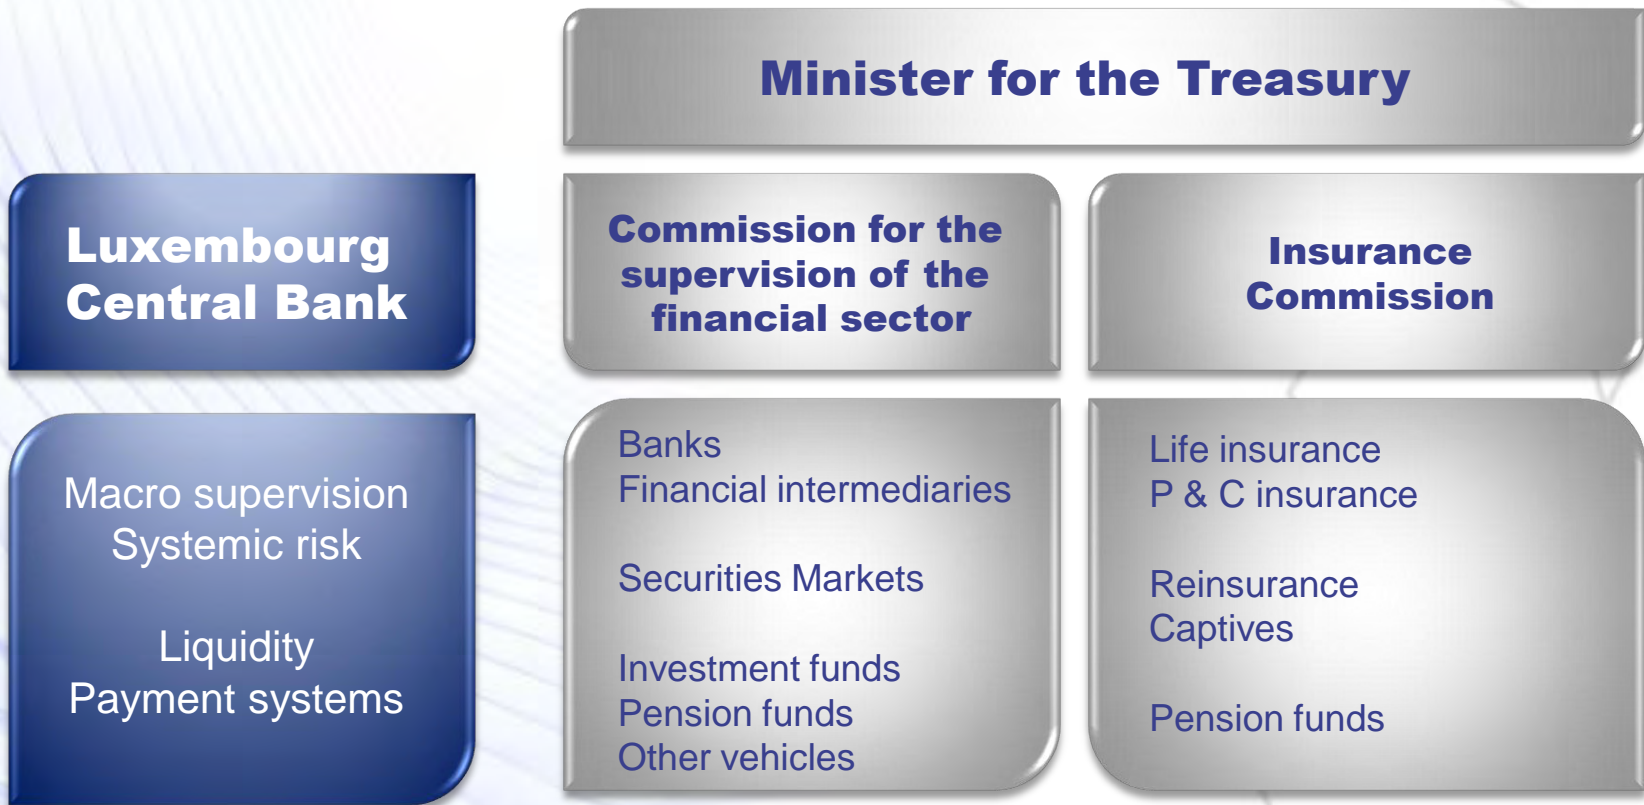 Minister for the Treasury
Luxembourg
Central Bank
Commission for the
supervision of the
financial sector
Insurance
Commission
Macro supervision
Systemic risk
Liquidity
Payment systems
Banks
Financial intermediaries
Securities Markets
Investment funds
Pension funds
Other vehicles
Life insurance
P & C insurance
Reinsurance
Captives
Pension funds